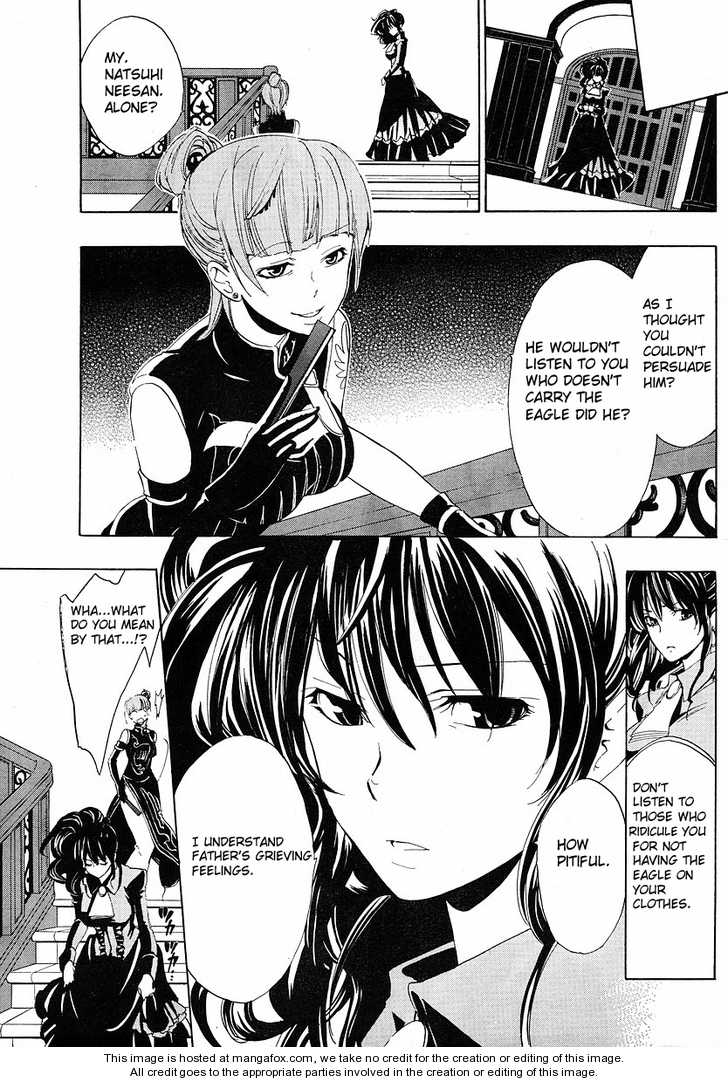 MY.
NATSUHI
NEESAN.
ALONE?
AS I
THOUGHT
YOU
COULDN'T
PERSUADE
HIM?
HE WOULDN'T
LISTEN TO YOU
WHO DOESN'T
CARRY THE
EAGLE DID HE?
DON'T
LISTEN TO
THOSE WHO
RIDICULE YOU
FOR NOT
HAVING THE
EAGLE ON
YOUR
CLOTHES.
HOW
PITIFUL.
I UNDERSTAND
FATHER'S GRIEVING
FEELINGS.
WHA...WHAT
DO YOU MEAN
BY THAT...!?
This image is hosted at mangafox.com, we take no credit for the creation or editing of this image.
All credit goes to the appropriate parties involved in the creation or editing of this image.